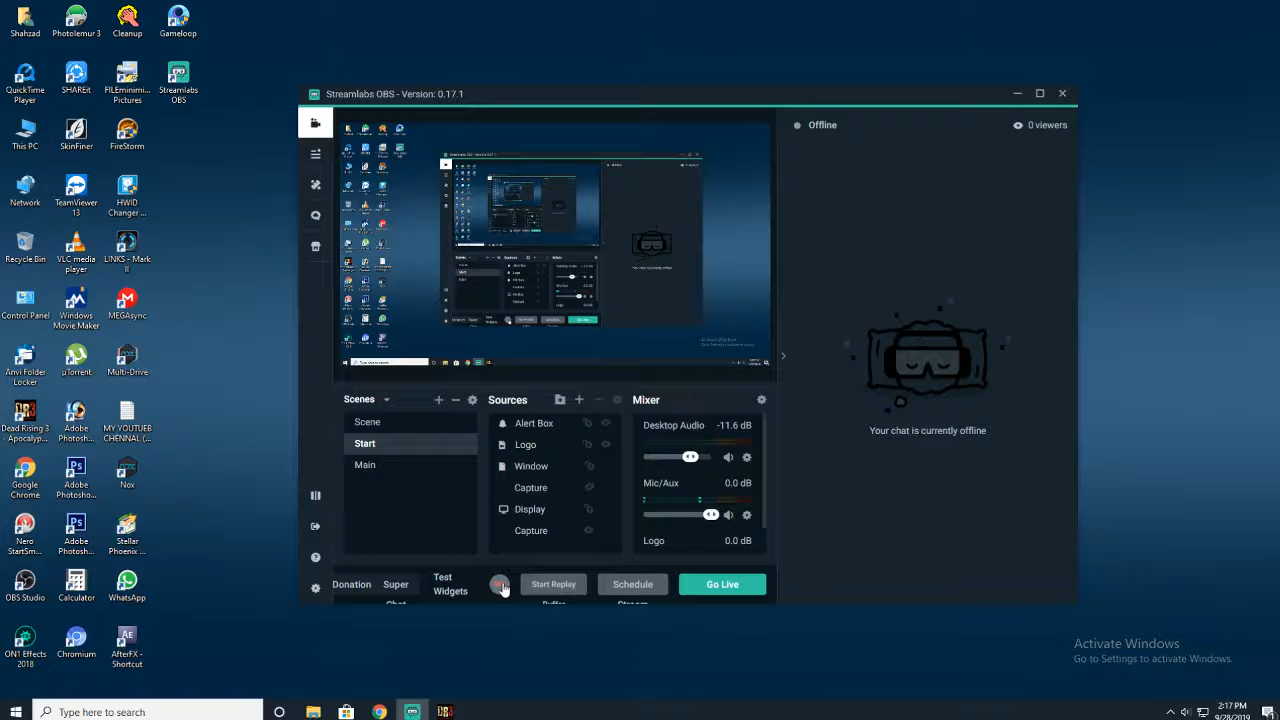 Shahzad
Photolemur 3
Cleanup
Gameloop
QuickTime
Player
SHAREit
FILEminimi...
Pictures
Streamlabs
OBS
This PC
SkinFiner
FireStorm
Network
TeamViewer
13
HWID
Changer ...
Recycle Bin
VLC media
player
LINKS - Mark
II
Control Panel
Windows
Movie Maker
MEGAsync
Anvi Folder
Locker
µTorrent
Multi-Drive
Dead Rising 3
- Apocalyp...
Adobe
Photosh...
MY YOUTUEB
CHENNAL (...
Google
Chrome
Adobe
Photosho...
Nox
Nero
StartSm...
Adobe
Photosh...
Stellar
Phoenix ...
OBS Studio
Calculator
WhatsApp
ON1 Effects
2018
Chromium
AfterFX -
Shortcut
Streamlabs OBS - Version: 0.17.1
Offline
0 viewers
Your chat is currently offline
Scenes
Scene
Start
Main
Sources
Alert Box
Logo
Window
Capture
Display
Capture
Mixer
Desktop Audio -11.6 dB
Mic/Aux 0.0 dB
Logo 0.0 dB
Donation
Super
Test
Widgets
Start Replay
Schedule
Go Live
Activate Windows
Go to Settings to activate Windows.
Type here to search
2:17 PM
9/28/2019